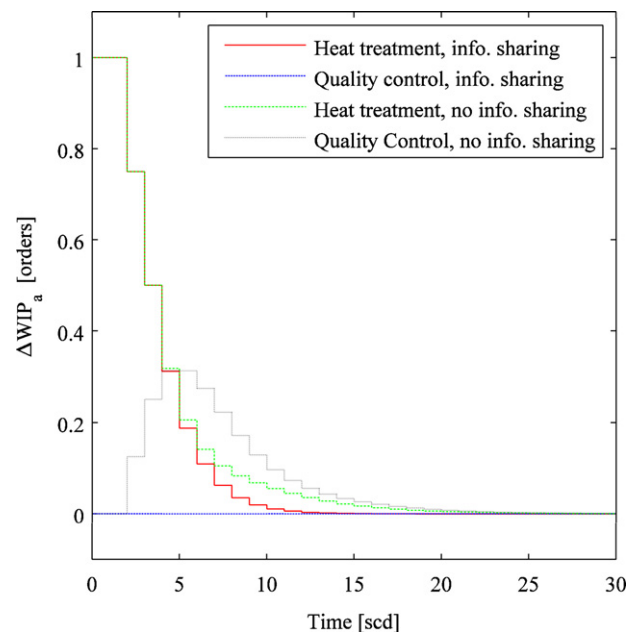 Heat treatment, info. sharing
Quality control, info. sharing
Heat treatment, no info. sharing
Quality Control, no info. sharing
1
0.8
0.6
0.4
0.2
0
ΔWIPa [orders]
0 5 10 15 20 25 30
Time [scd]